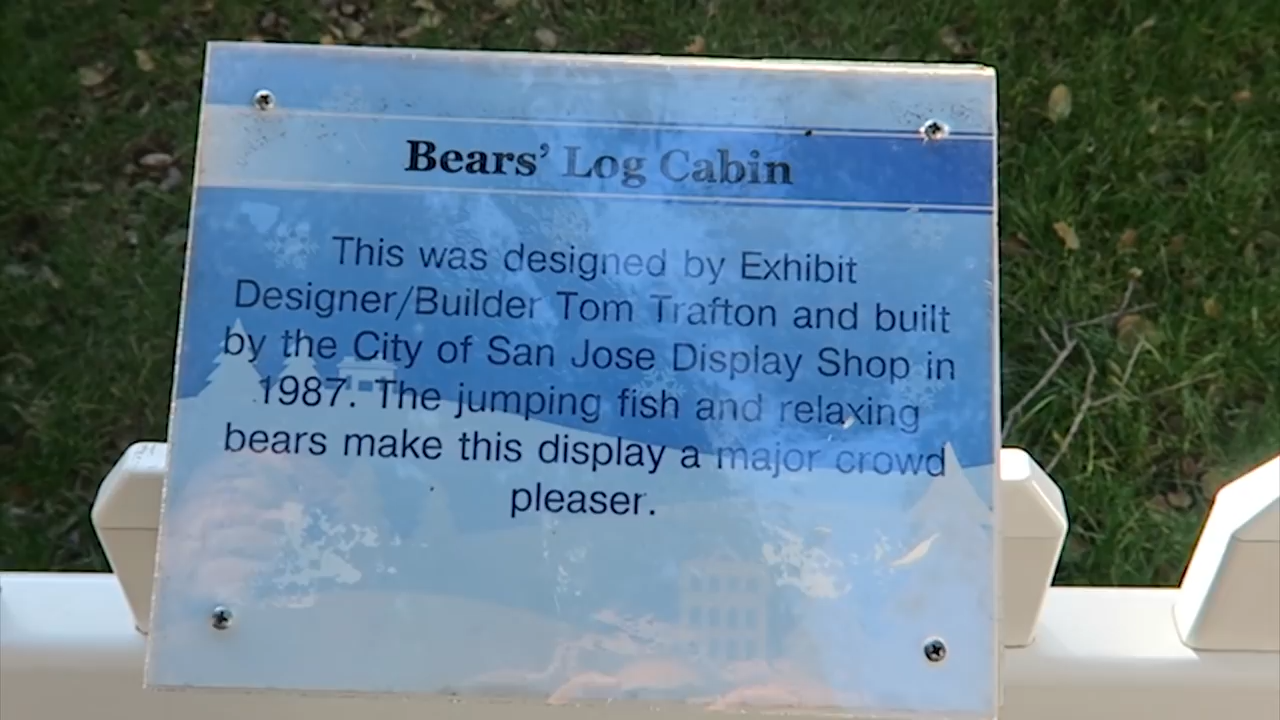 Bears’ Log Cabin
This was designed by Exhibit
Designer/Builder Tom Trafton and built
by the City of San Jose Display Shop in
1987. The jumping fish and relaxing
bears make this display a major crowd
pleaser.